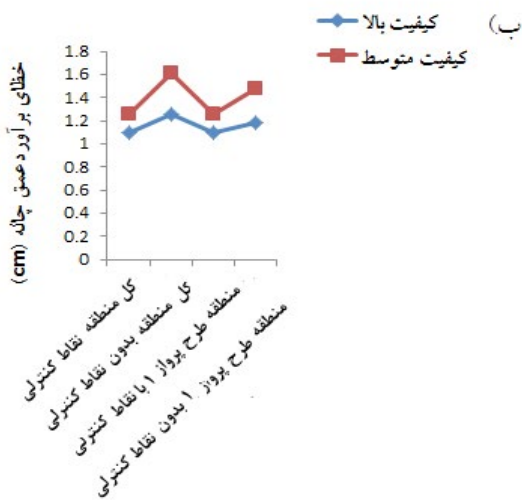 ب)
کیفیت بالا
کیفیت متوسط
خطای برآورد عمق چاله (cm)
1.8
1.6
1.4
1.2
1
0.8
0.6
0.4
0.2
0
کل منطقه نقاط کنترلی
کل منطقه بدون نقاط کنترلی
منطقه طرح پرواز ۱ با نقاط کنترلی
منطقه طرح پرواز ۱ بدون نقاط کنترلی